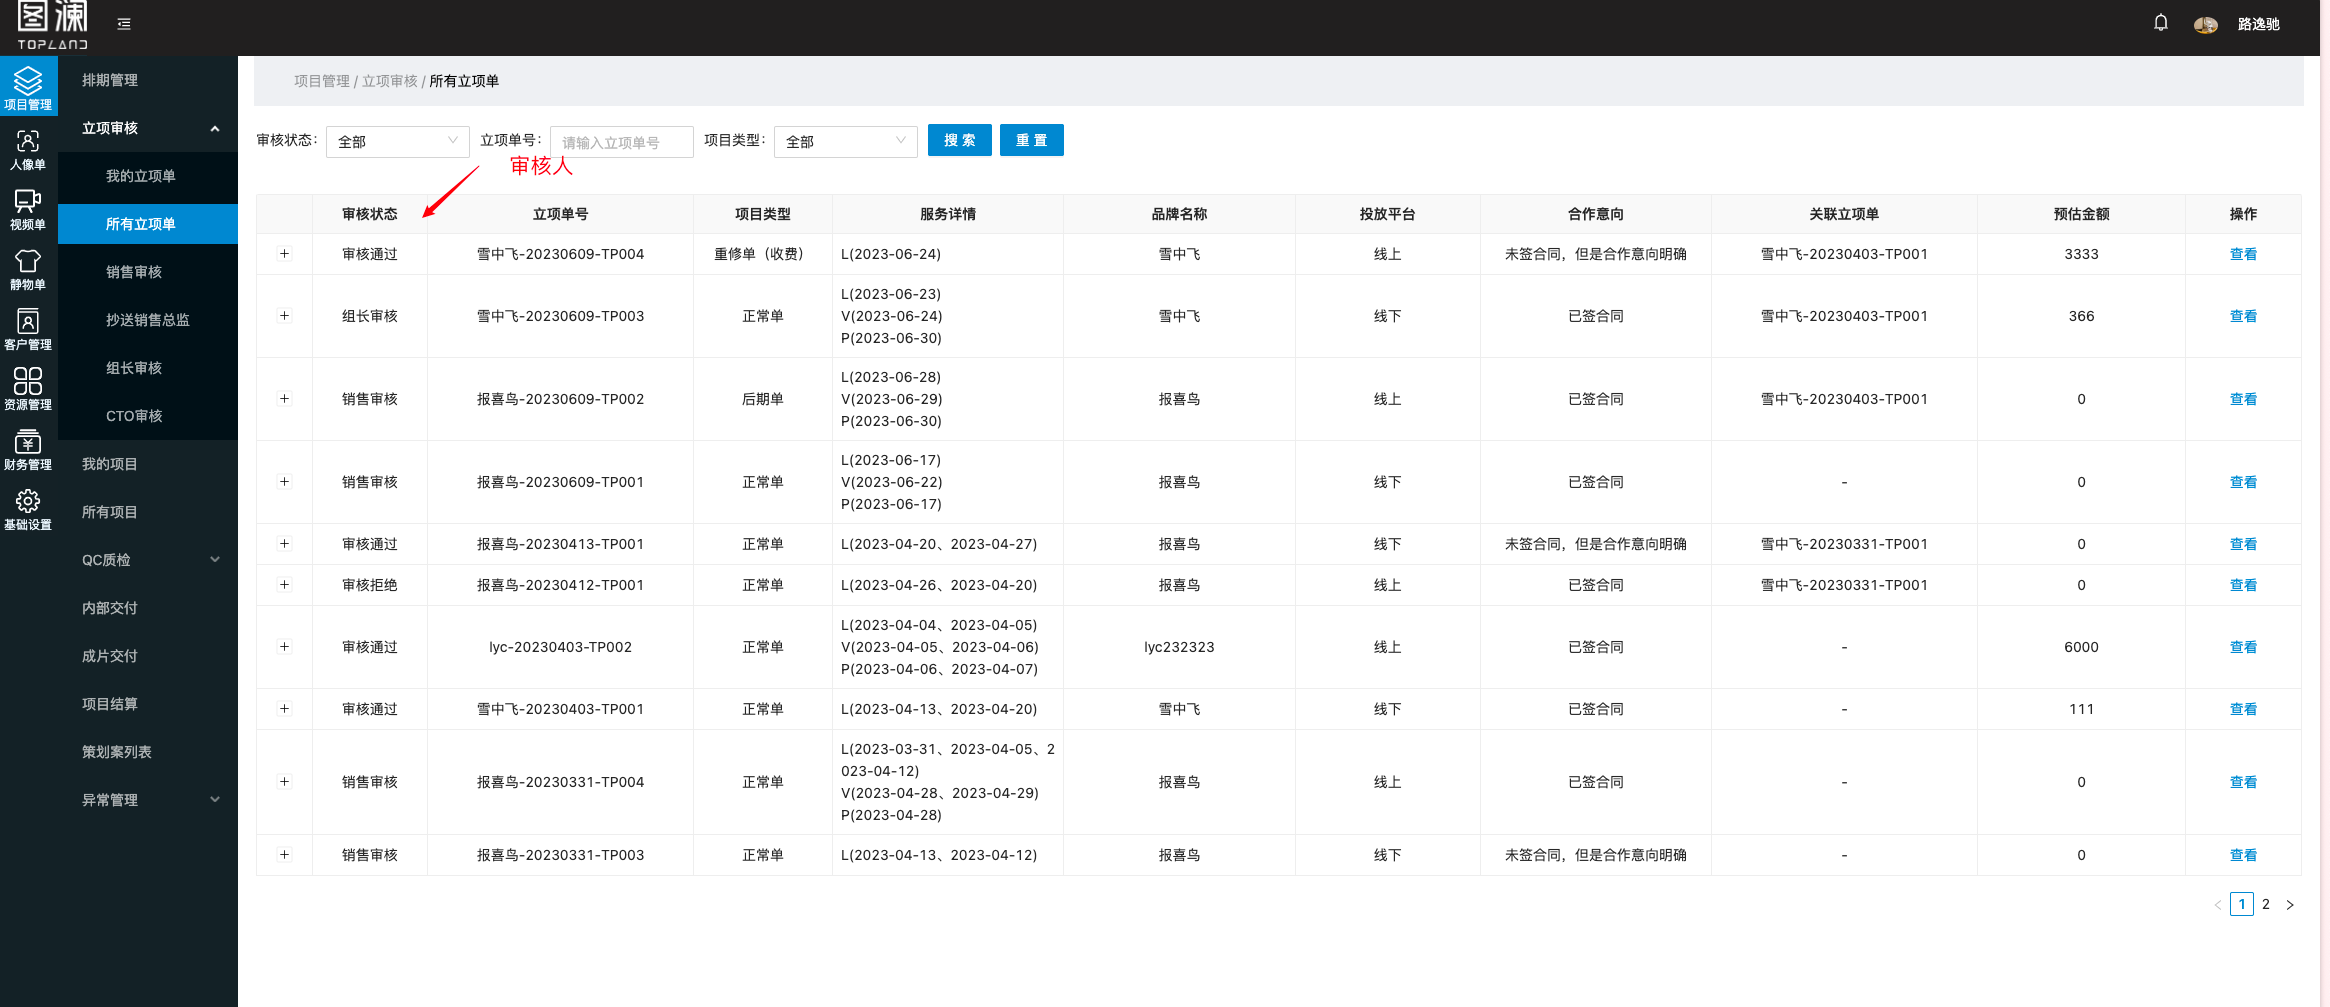 图澜
TOPLAND
路逸驰
项目管理
人像单
视频单
静物单
客户管理
资源管理
财务管理
基础设置
排期管理
立项审核
我的立项单
所有立项单
销售审核
抄送销售总监
组长审核
CTO审核
我的项目
所有项目
QC质检
内部交付
成片交付
项目结算
策划案列表
异常管理
项目管理 / 立项审核 / 所有立项单
审核状态: 全部 立项单号: 请输入立项单号 项目类型: 全部 搜 索 重 置
审核人
审核状态 立项单号 项目类型 服务详情 品牌名称 投放平台 合作意向 关联立项单 预估金额 操作
审核通过 雪中飞-20230609-TP004 重修单（收费） L(2023-06-24) 雪中飞 线上 未签合同，但是合作意向明确 雪中飞-20230403-TP001 3333 查看
L(2023-06-23)
组长审核 雪中飞-20230609-TP003 正常单 V(2023-06-24) 雪中飞 线下 已签合同 雪中飞-20230403-TP001 366 查看
P(2023-06-30)
L(2023-06-28)
销售审核 报喜鸟-20230609-TP002 后期单 V(2023-06-29) 报喜鸟 线上 已签合同 雪中飞-20230403-TP001 0 查看
P(2023-06-30)
L(2023-06-17)
销售审核 报喜鸟-20230609-TP001 正常单 V(2023-06-22) 报喜鸟 线下 已签合同 - 0 查看
P(2023-06-17)
审核通过 报喜鸟-20230413-TP001 正常单 L(2023-04-20、2023-04-27) 报喜鸟 线下 未签合同，但是合作意向明确 雪中飞-20230331-TP001 0 查看
审核拒绝 报喜鸟-20230412-TP001 正常单 L(2023-04-26、2023-04-20) 报喜鸟 线上 已签合同 雪中飞-20230331-TP001 0 查看
L(2023-04-04、2023-04-05)
审核通过 lyc-20230403-TP002 正常单 V(2023-04-05、2023-04-06) lyc232323 线上 已签合同 - 6000 查看
P(2023-04-06、2023-04-07)
审核通过 雪中飞-20230403-TP001 正常单 L(2023-04-13、2023-04-20) 雪中飞 线下 已签合同 - 111 查看
L(2023-03-31、2023-04-05、2
023-04-12)
销售审核 报喜鸟-20230331-TP004 正常单 V(2023-04-28、2023-04-29) 报喜鸟 线上 已签合同 - 0 查看
P(2023-04-28)
销售审核 报喜鸟-20230331-TP003 正常单 L(2023-04-13、2023-04-12) 报喜鸟 线下 未签合同，但是合作意向明确 - 0 查看
< 1 2 >